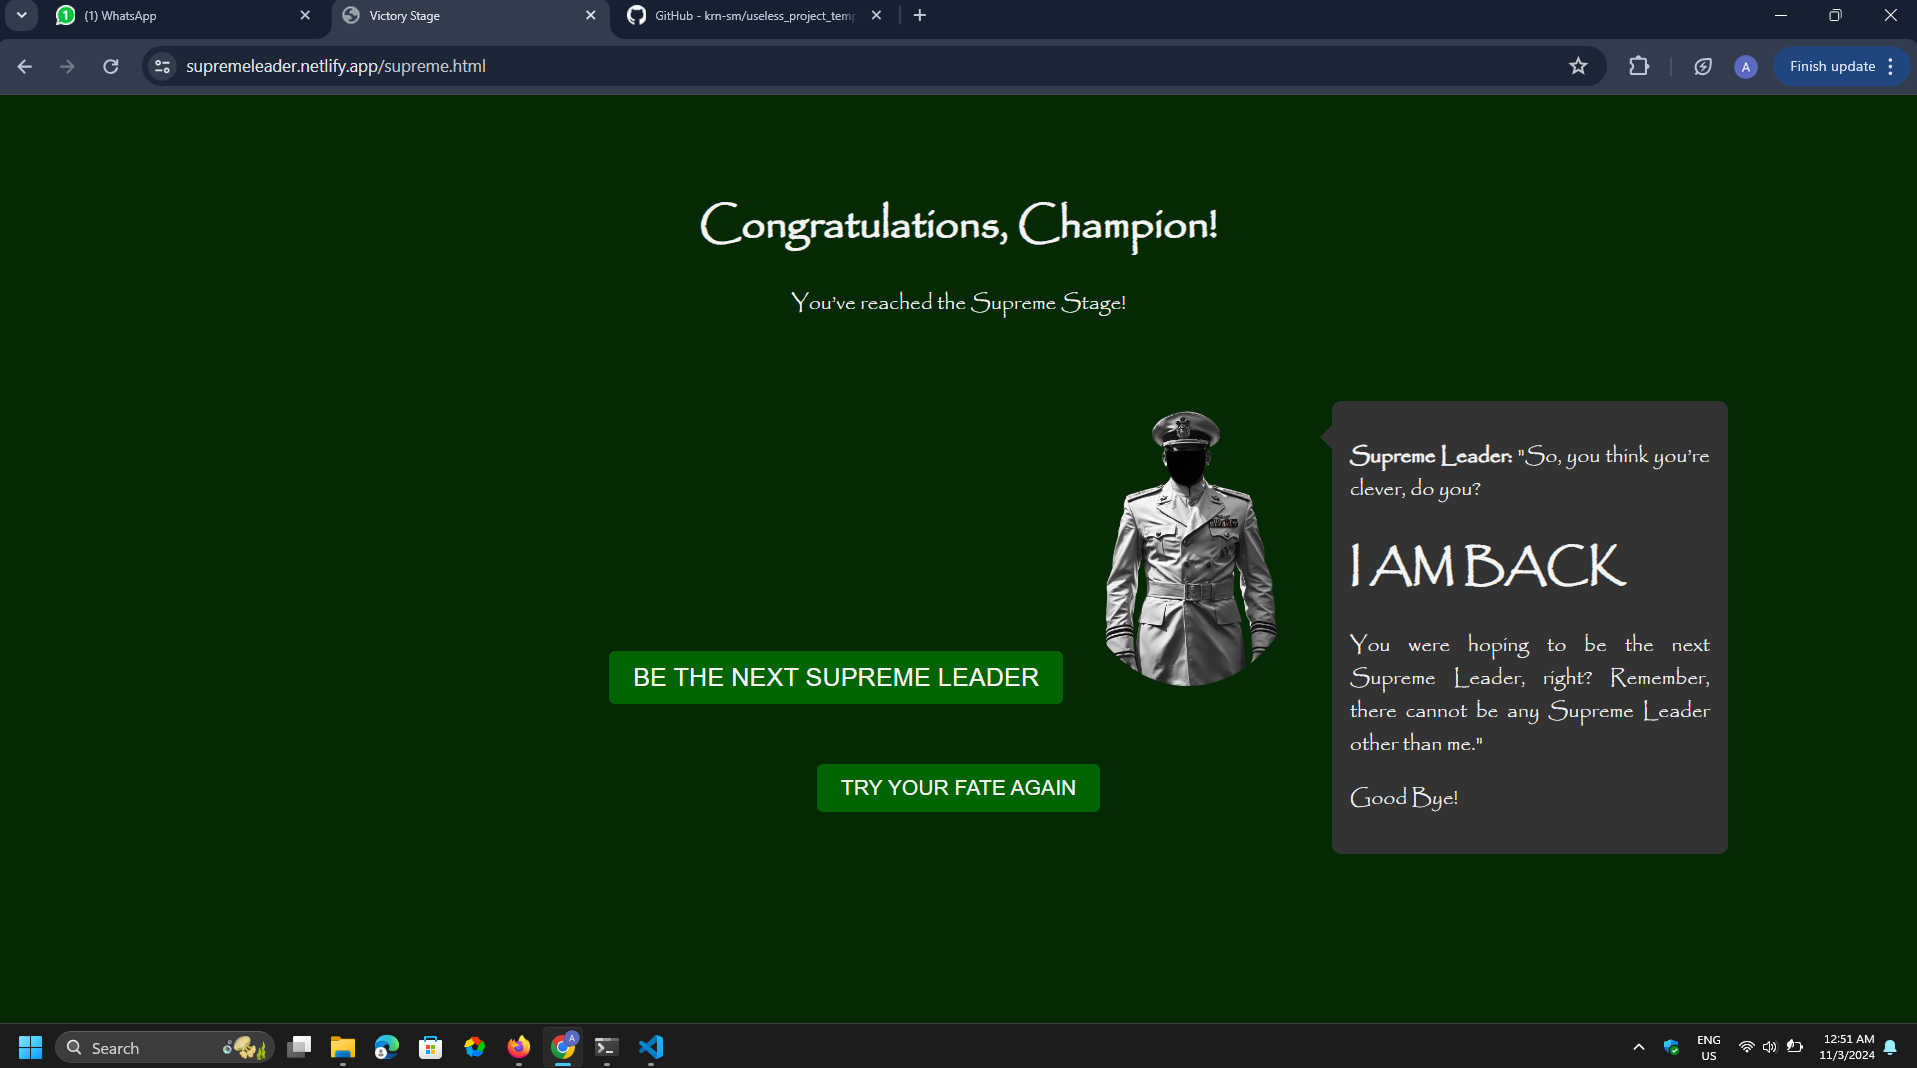 (1) WhatsApp
Victory Stage
GitHub - krn-sm/useless_project_temp
supremeleader.netlify.app/supreme.html
A
Finish update
Congratulations, Champion!
You’ve reached the Supreme Stage!
Supreme Leader: "So, you think you’re
clever, do you?
I AM BACK
You were hoping to be the next
Supreme Leader, right? Remember,
there cannot be any Supreme Leader
other than me."
Good Bye!
BE THE NEXT SUPREME LEADER
TRY YOUR FATE AGAIN
Search
A
ENG
US
12:51 AM
11/3/2024